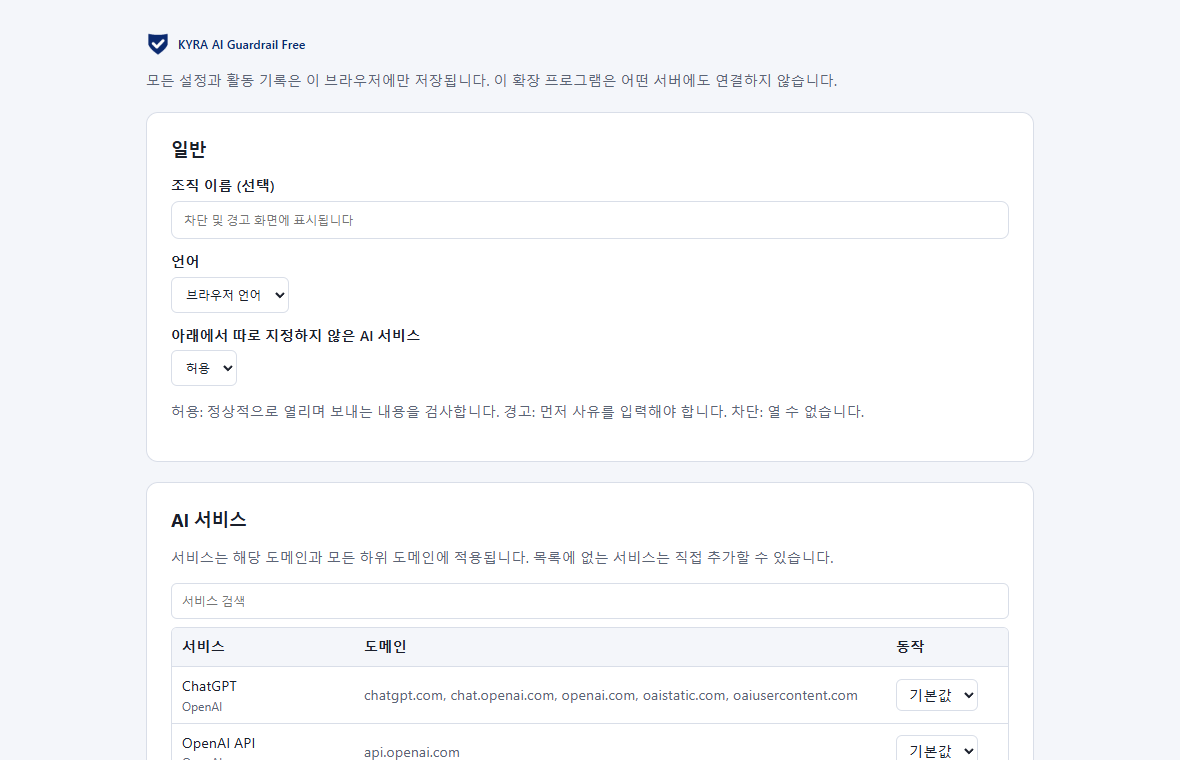 KYRA AI Guardrail Free
모든 설정과 활동 기록은 이 브라우저에만 저장됩니다. 이 확장 프로그램은 어떤 서버에도 연결하지 않습니다.
일반
조직 이름 (선택)
차단 및 경고 화면에 표시됩니다
언어
브라우저 언어
아래에서 따로 지정하지 않은 AI 서비스
허용
허용: 정상적으로 열리며 보내는 내용을 검사합니다. 경고: 먼저 사유를 입력해야 합니다. 차단: 열 수 없습니다.
AI 서비스
서비스는 해당 도메인과 모든 하위 도메인에 적용됩니다. 목록에 없는 서비스는 직접 추가할 수 있습니다.
서비스 검색
서비스 도메인 동작
ChatGPT
OpenAI
chatgpt.com, chat.openai.com, openai.com, oaistatic.com, oaiusercontent.com
기본값
OpenAI API
api.openai.com
기본값